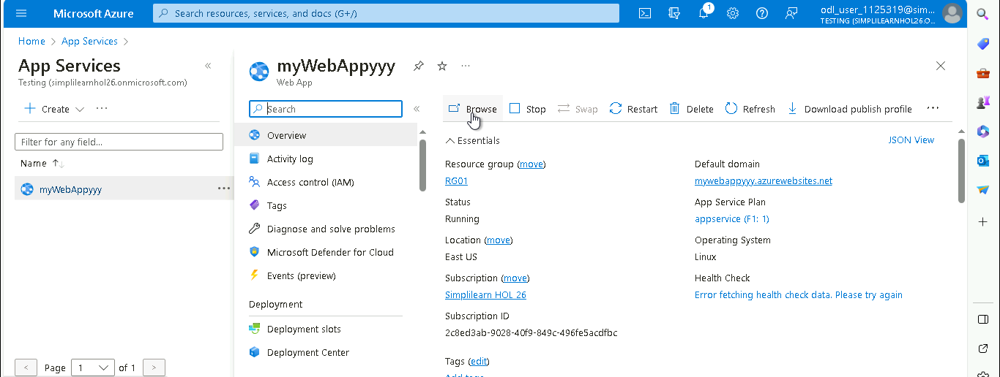 Microsoft Azure
Search resources, services, and docs (G+/)
1
odl_user_1125319@sim...
TESTING (SIMPLILEARNHOL26.O...
Home > App Services >
App Services
Testing (simplilearnhol26.onmicrosoft.com)
Create
Filter for any field...
Name
myWebAppyyy
Page 1 of 1
myWebAppyyy
Web App
Search
Overview
Activity log
Access control (IAM)
Tags
Diagnose and solve problems
Microsoft Defender for Cloud
Events (preview)
Deployment
Deployment slots
Deployment Center
Browse Stop Swap Restart Delete Refresh Download publish profile
Essentials
JSON View
Resource group (move)
RG01
Status
Running
Location (move)
East US
Subscription (move)
Simplilearn HOL 26
Subscription ID
2c8ed3ab-9028-40f9-849c-496fe5acdfbc
Tags (edit)
Add tags
Default domain
mywebappyyy.azurewebsites.net
App Service Plan
appservice (F1: 1)
Operating System
Linux
Health Check
Error fetching health check data. Please try again